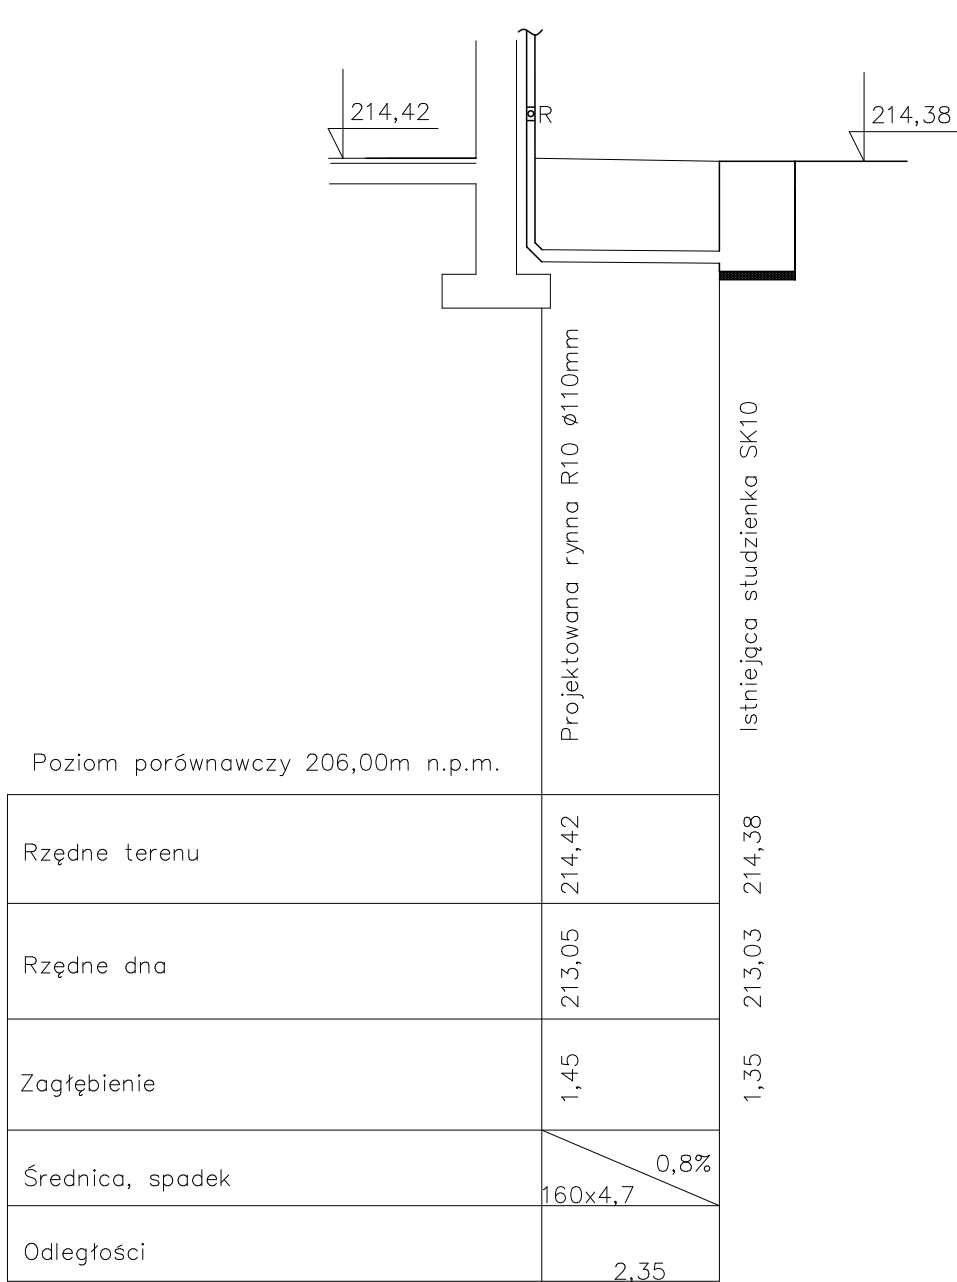 214,42
214,38
R
Projektowana rynna R10 ø110mm
Istniejąca studzienka SK10
Poziom porównawczy 206,00m n.p.m.
Rzędne terenu
214,42
214,38
Rzędne dna
213,05
213,03
Zagłębienie
1,45
1,35
Średnica, spadek
160x4,7
0,8%
Odległości
2,35